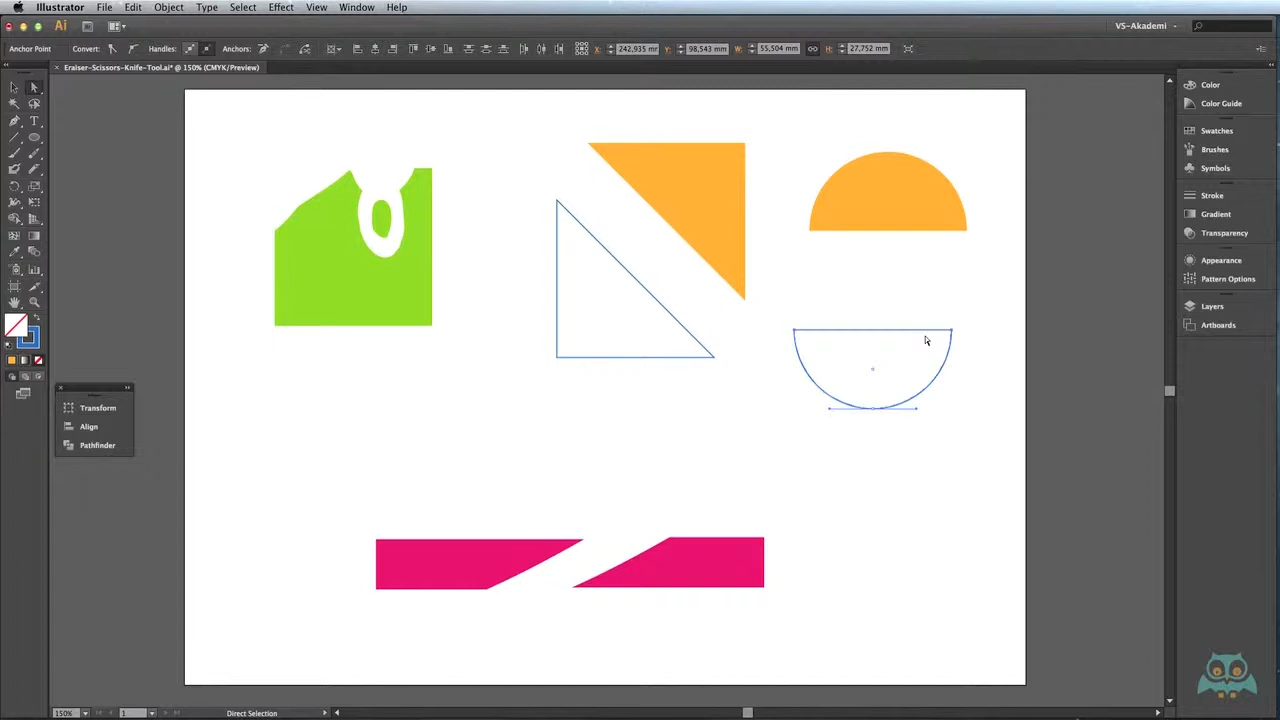 Illustrator File Edit Object Type Select Effect View Window Help
Ai VS-Akademi
Anchor Point Convert: Handles: Anchors: X: 242,935 mm Y: 98,543 mm W: 55,504 mm H: 27,752 mm
Eraiser-Scissors-Knife-Tool.ai* @ 150% (CMYK/Preview)
Color
Color Guide
Swatches
Brushes
Symbols
Stroke
Gradient
Transparency
Appearance
Pattern Options
Layers
Artboards
Transform
Align
Pathfinder
150% 1 Direct Selection